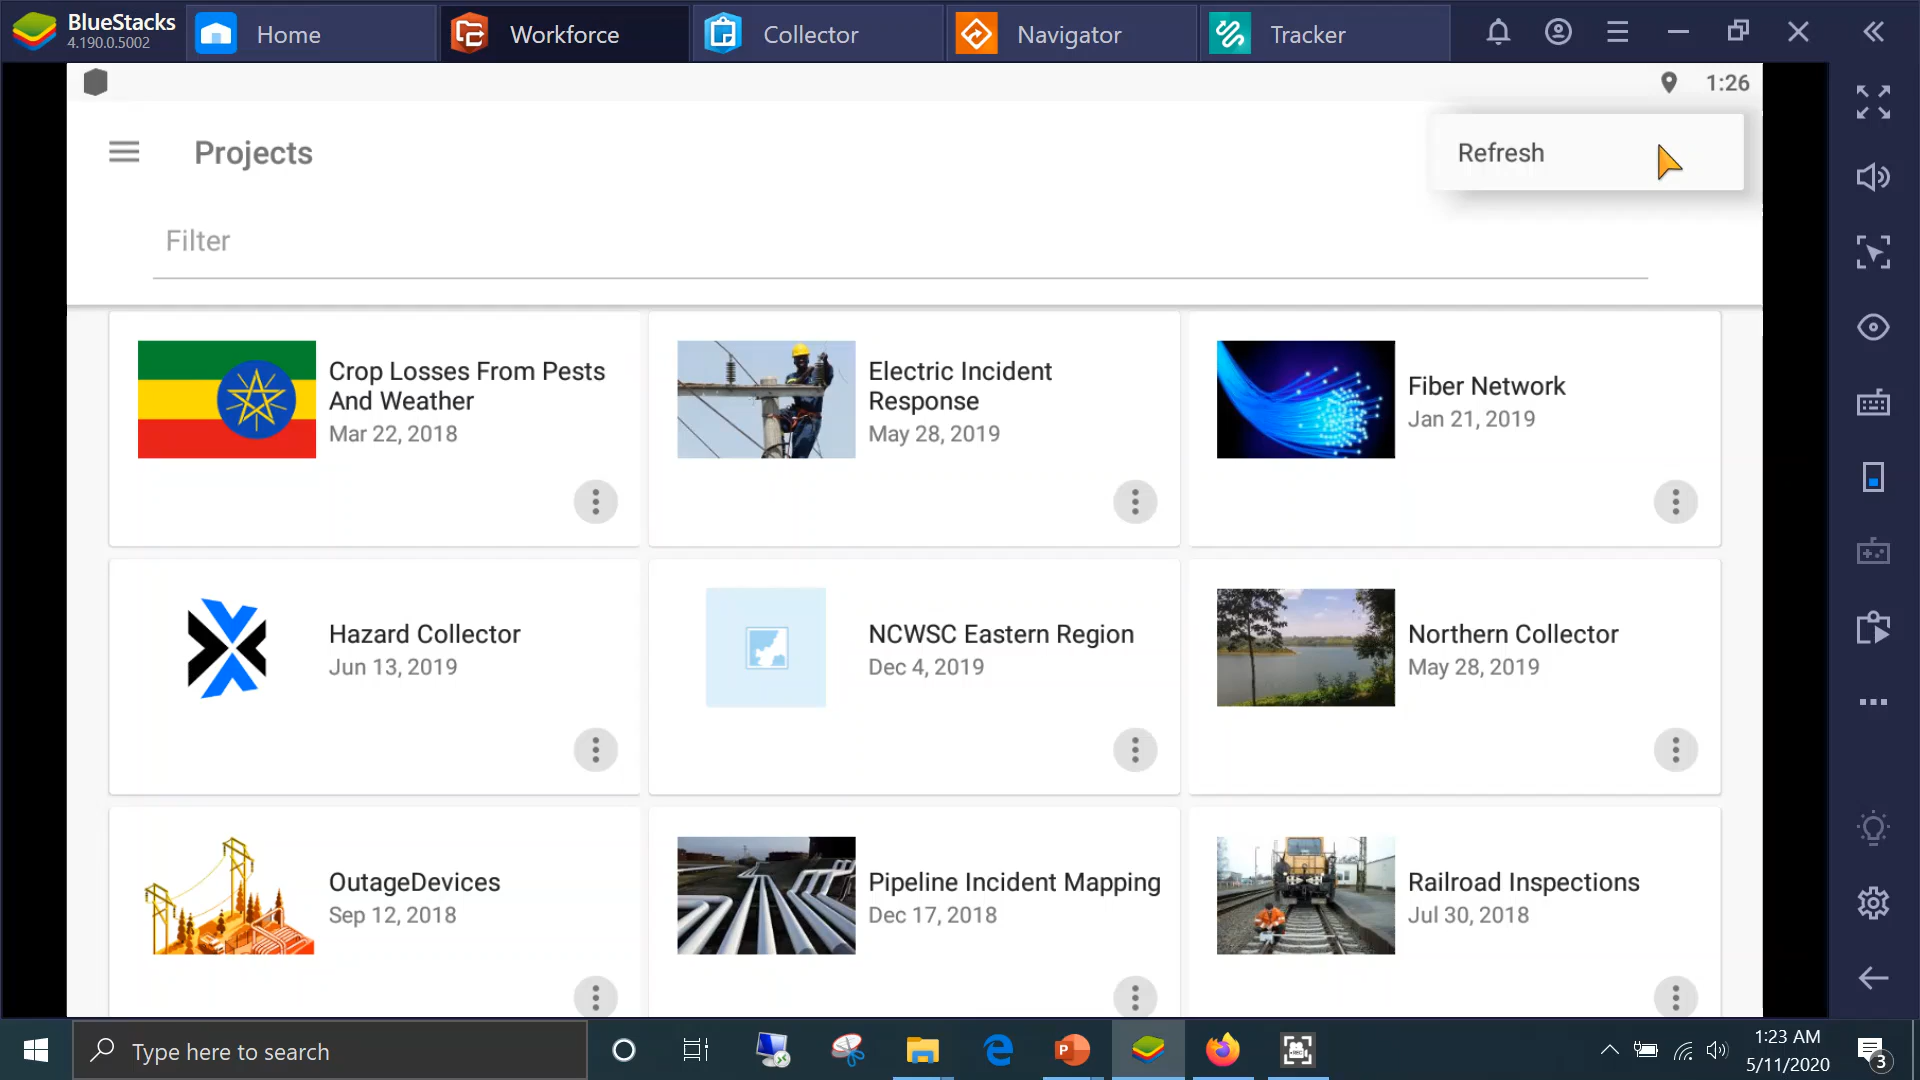 BlueStacks
4.190.0.5002
Home
Workforce
Collector
Navigator
Tracker
1:26
Projects
Refresh
Filter
Crop Losses From Pests
And Weather
Mar 22, 2018
Electric Incident
Response
May 28, 2019
Fiber Network
Jan 21, 2019
Hazard Collector
Jun 13, 2019
NCWSC Eastern Region
Dec 4, 2019
Northern Collector
May 28, 2019
OutageDevices
Sep 12, 2018
Pipeline Incident Mapping
Dec 17, 2018
Railroad Inspections
Jul 30, 2018
Type here to search
1:23 AM
5/11/2020
3